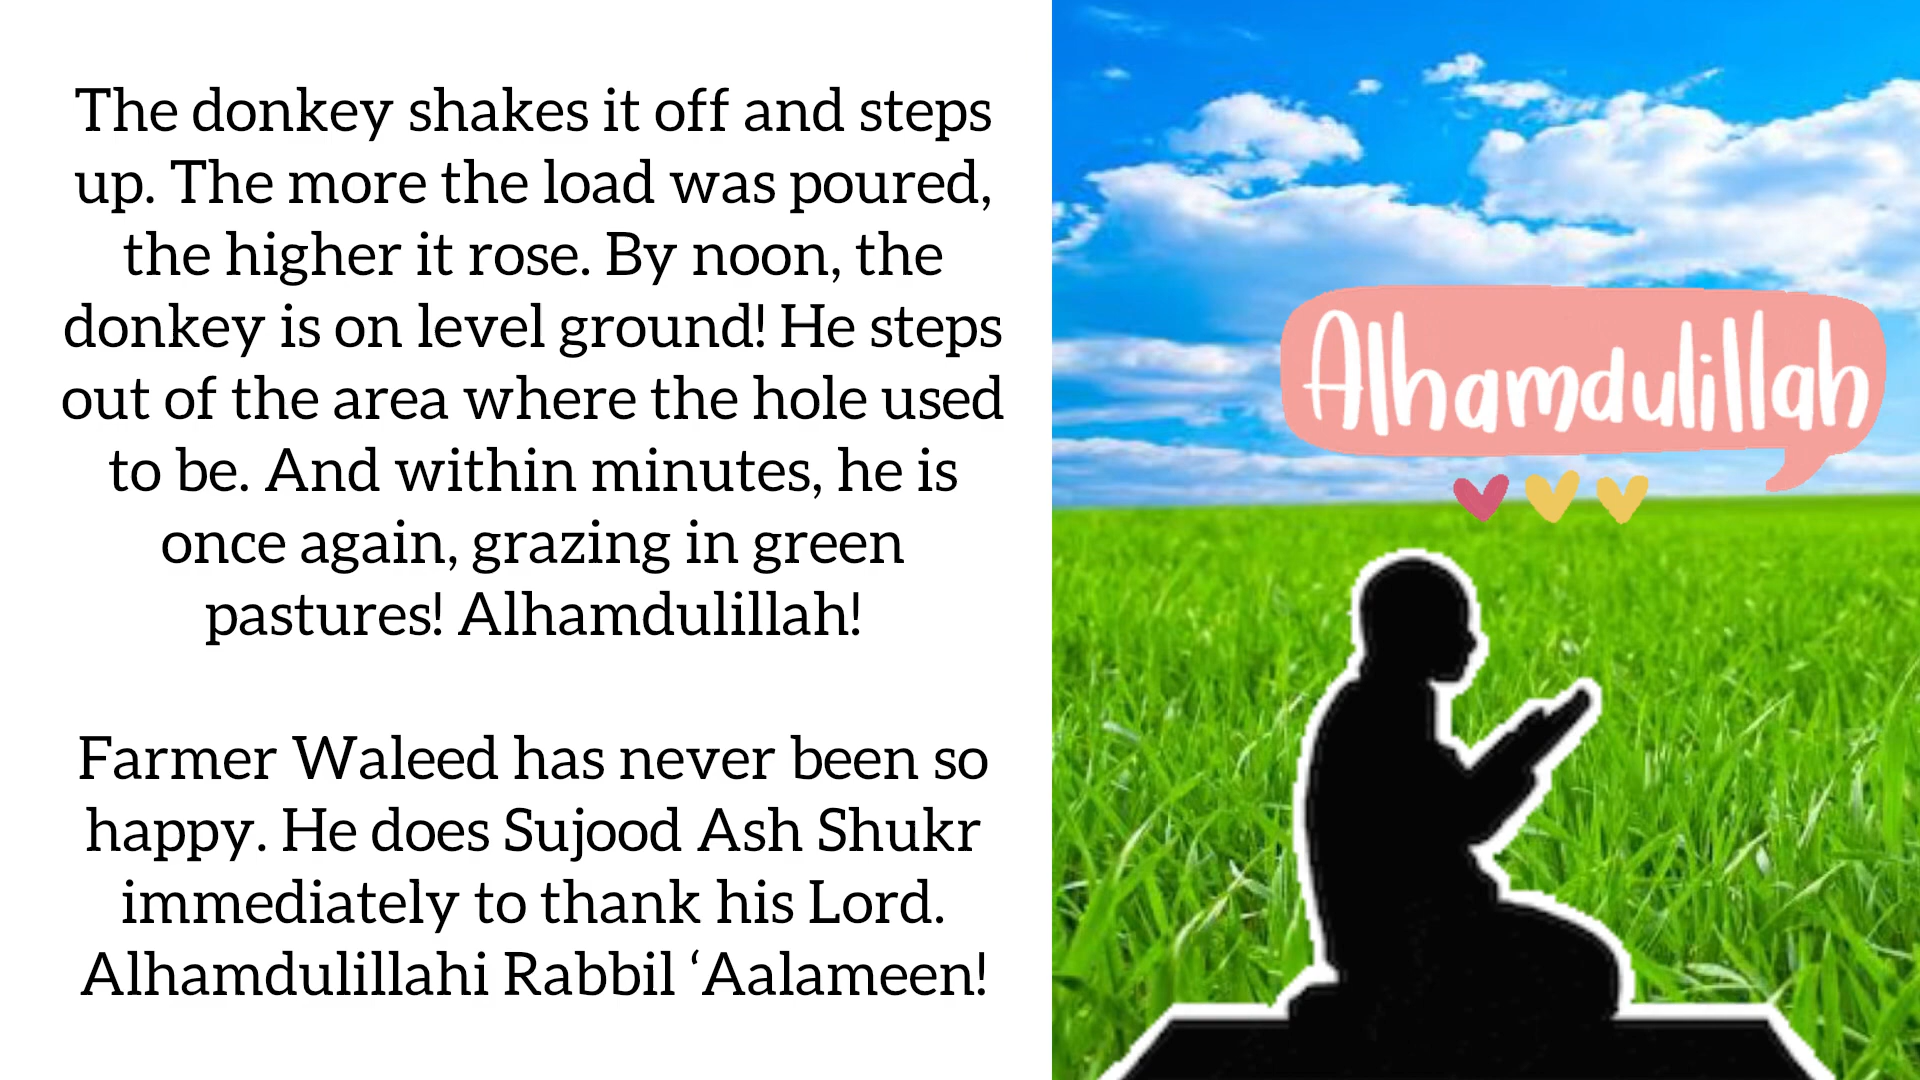 The donkey shakes it off and steps
up. The more the load was poured,
the higher it rose. By noon, the
donkey is on level ground! He steps
out of the area where the hole used
to be. And within minutes, he is
once again, grazing in green
pastures! Alhamdulillah!
Farmer Waleed has never been so
happy. He does Sujood Ash Shukr
immediately to thank his Lord.
Alhamdulillahi Rabbil ‘Aalameen!
Alhamdulillah